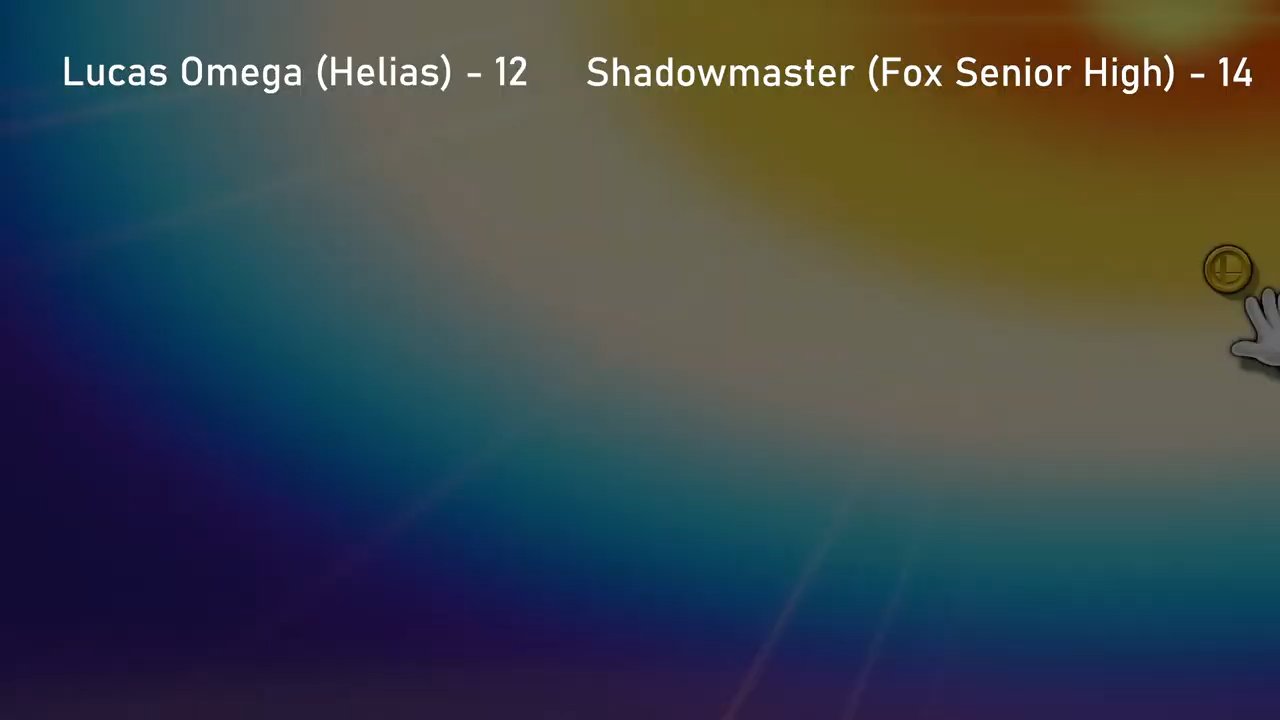 Lucas Omega (Helias) - 12
Shadowmaster (Fox Senior High) - 14